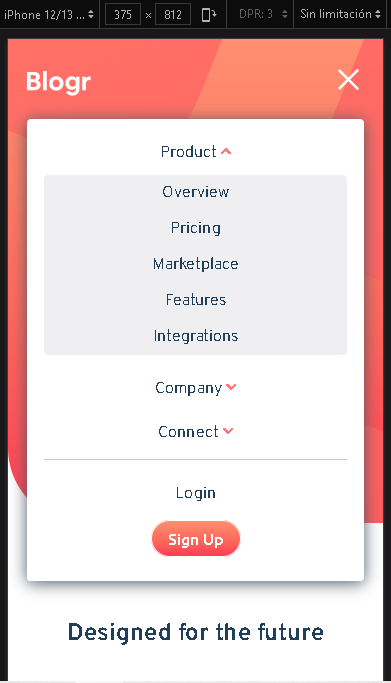 iPhone 12/13 ... 375 × 812 DPR: 3 Sin limitación
Blogr
Product
Overview
Pricing
Marketplace
Features
Integrations
Company
Connect
Login
Sign Up
Designed for the future